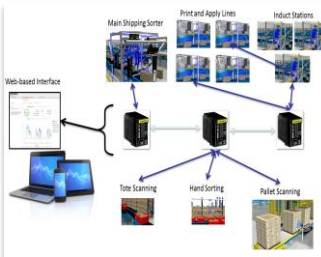 Print and Apply Lines
Induct Stations
Main Shipping Sorter
Web-based Interface
Tote Scanning
Hand Sorting
Pallet Scanning